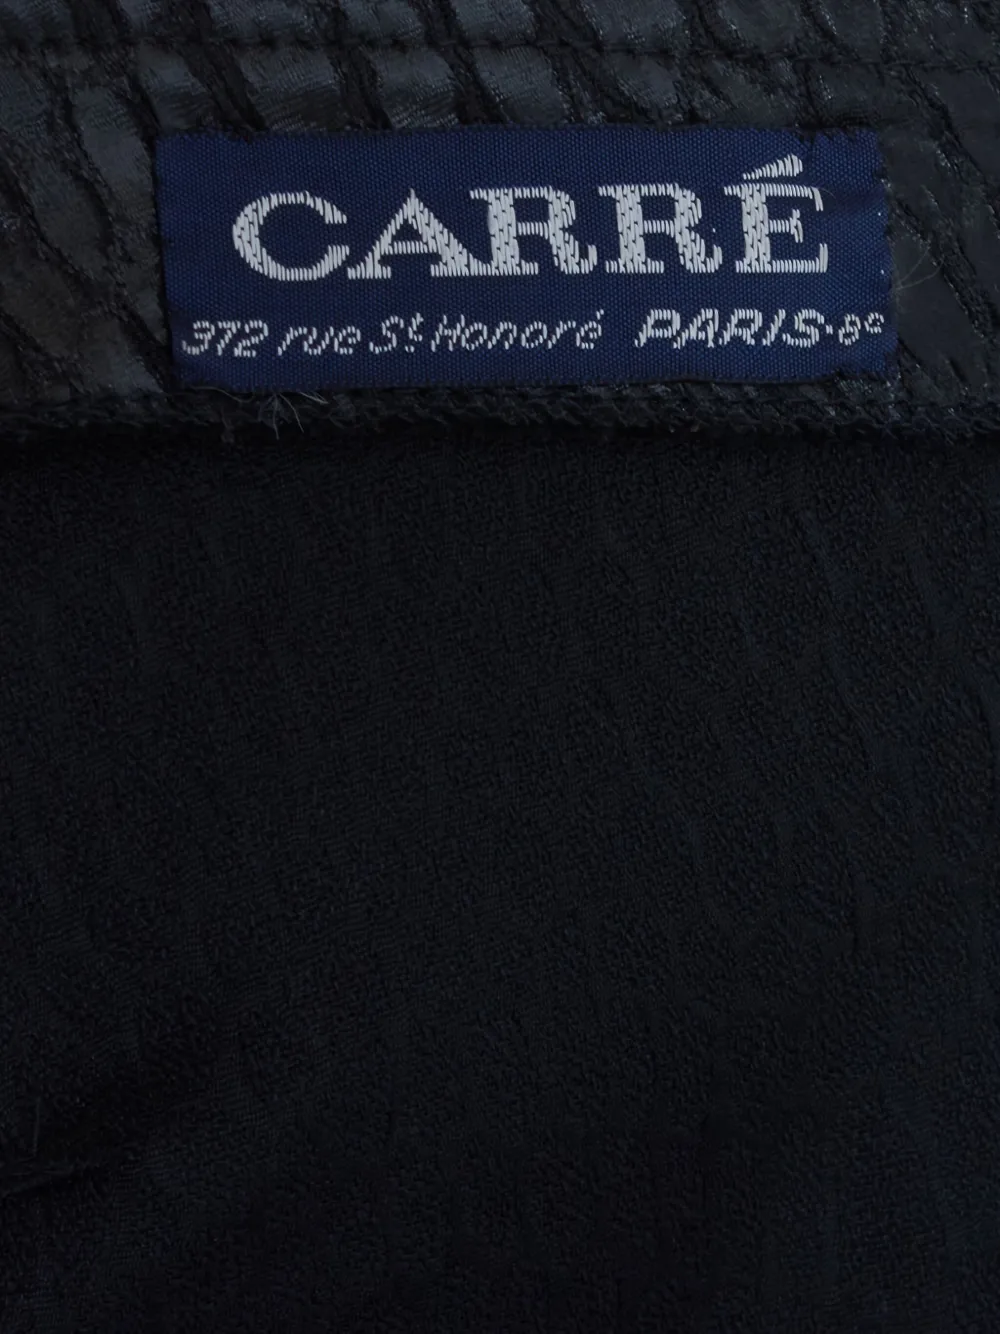 CARRÉ
372 rue St. Honoré PARIS-8e